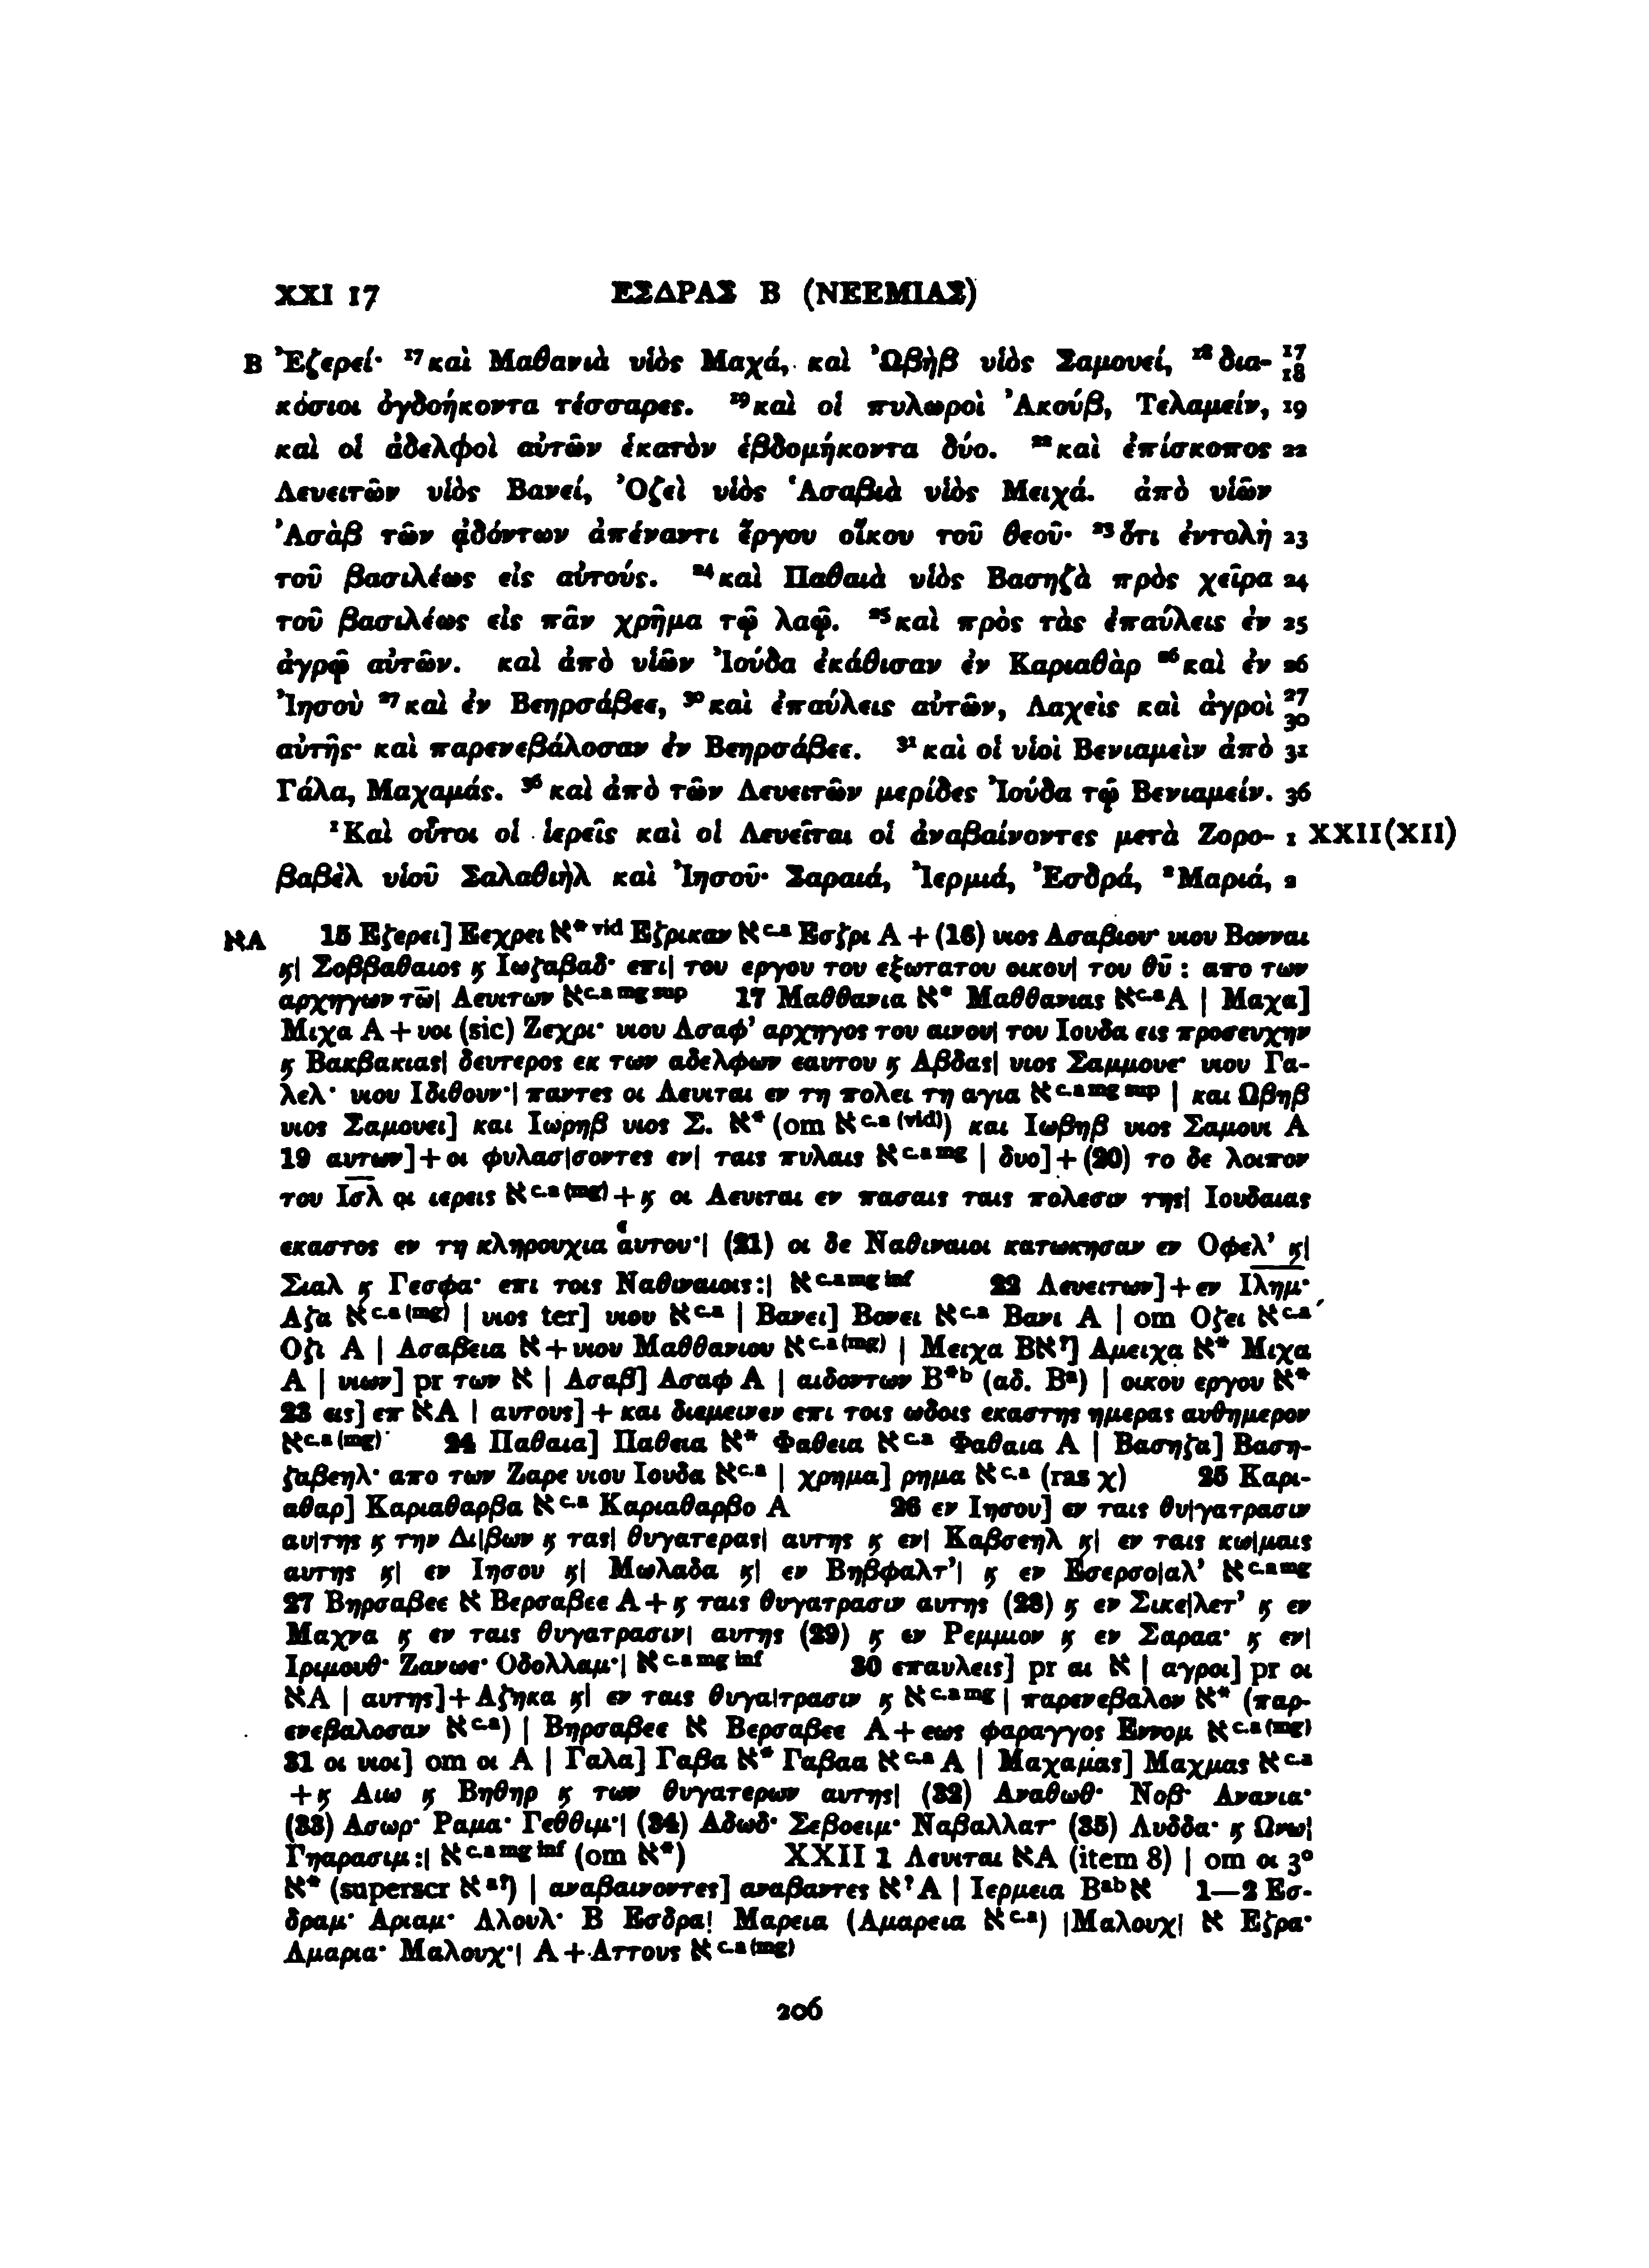 XXI 17 ΕΣΔΡΑΣ Β (ΝΕΕΜΙΑΣ)
B Ἐζερεί· ¹⁷καὶ Μαθανιὰ υἱὸς Μαχά, καὶ Ὠβὴβ υἱὸς Σαμουεί, ¹⁸δια- 17 18
κόσιοι ὀγδοήκοντα τέσσαρες. ¹⁹καὶ οἱ πυλωροὶ Ἀκούβ, Τελαμείν, 19
καὶ οἱ ἀδελφοὶ αὐτῶν ἑκατὸν ἑβδομήκοντα δύο. ²²καὶ ἐπίσκοπος 22
Λευειτῶν υἱὸς Βανεί, Ὀζεὶ υἱὸς Ἁσαβιὰ υἱὸς Μειχά. ἀπὸ υἱῶν
Ἀσὰβ τῶν ᾀδόντων ἀπέναντι ἔργου οἴκου τοῦ θεοῦ· ²³ὅτι ἐντολὴ 23
τοῦ βασιλέως εἰς αὐτούς. ²⁴καὶ Παθαιὰ υἱὸς Βασηζὰ πρὸς χεῖρα 24
τοῦ βασιλέως εἰς πᾶν χρῆμα τῷ λαῷ. ²⁵καὶ πρὸς τὰς ἐπαύλεις ἐν 25
ἀγρῷ αὐτῶν. καὶ ἀπὸ υἱῶν Ἰούδα ἐκάθισαν ἐν Καριαθὰρ ²⁶καὶ ἐν 26
Ἰησοὺ ²⁷καὶ ἐν Βεηρσάβεε, ³⁰καὶ ἐπαύλεις αὐτῶν, Λαχεὶς καὶ ἀγροὶ 27 30
αὐτῆς· καὶ παρενεβάλοσαν ἐν Βεηρσάβεε. ³¹καὶ οἱ υἱοὶ Βενιαμεὶν ἀπὸ 31
Γάλα, Μαχαμάς. ³⁶καὶ ἀπὸ τῶν Λευειτῶν μερίδες Ἰούδα τῷ Βενιαμείν. 36
¹Καὶ οὗτοι οἱ ἱερεῖς καὶ οἱ Λευεῖται οἱ ἀναβαίνοντες μετὰ Ζορο- 1 XXII(XII)
βαβὲλ υἱοῦ Σαλαθιὴλ καὶ Ἰησοῦ· Σαραιά, Ἰερμιά, Ἐσδρά, ²Μαριά, 2
אA 15 Εζερει] Εεχρει א* ᵛⁱᵈ Εζρικαν א c.a Εσζρι A + (16) υιος Ασαβιου· υιου Βονναι
ϗ| Σοββαθαιος ϗ Ιωζαβαδ· επι| του εργου του εξωτατου οικου| του θῡ : απο των
αρχηγων τω̄| Λευιτων א c.a mg sup 17 Μαθθανια א* Μαθθανιας א c.a A | Μαχα]
Μιχα A + υοι (sic) Ζεχρι· υιου Ασαφ’ αρχηγος του αινου| του Ιουδα εις προσευχην
ϗ Βακβακιας| δευτερος εκ των αδελφων εαυτου ϗ Αβδας| υιος Σαμμουε· υιου Γα-
λελ· υιου Ιδιθουν·| παντες οι Λευιται εν τη πολει τη αγια א c.a mg sup | και Ωβηβ
υιος Σαμουει] και Ιωρηβ υιος Σ. א* (om א c.a (vid)) και Ιωβηβ υιος Σαμουι A
19 αυτων]+οι φυλασ|σοντες εν| ταις πυλαις א c.a mg | δυο]+(20) το δε λοιπον
του Ισ̄λ̄ οι ιερεις א c.a (mg)+ϗ οι Λευιται εν πασαις ταις πολεσιν της| Ιουδαιας
εκαστος εν τη κληρουχια ͑αυτου·| (21) οι δε Ναθιναιοι κατωκησαν εν Οφελ’ ϗ|
Σιαλ ϗ Γεσφα· επι τοις Ναθιναιοις:| א c.a mg inf 22 Λευειτων]+εν Ῑλ̄η̄μ̄·
Αζα א c.a (mg) | υιος ter] υιου א c.a | Βανει] Βονει א c.a Βανι A | om Οζει א c.a
Οζι A | Ασαβεια א+υιου Μαθθανιου א c.a (mg) | Μειχα Bא?] Αμειχα א* Μιχα
A | υιων] pr των א | Ασαβ] Ασαφ A | αιδοντων B*ᵇ (αδ. Bᵃ) | οικου εργου א*
23 εις] επ אA | αυτους]+και διεμεινεν επι τοις ωδοις εκαστης ημερας αυθημερον
א c.a (mg) 24 Παθαια] Παθεια א* Φαθεια א c.a Φαθαια A | Βασηζα] Βαση-
ζαβεηλ· απο των Ζαρε υιου Ιουδα א c.a | χρημα] ρημα א c.a (ras χ) 25 Καρι-
αθαρ] Καριαθαρβα א c.a Καριαθαρβο A 26 εν Ιησου] εν ταις θυ|γατρασιν
αυ|της ϗ την Δι|βων ϗ τας| θυγατερας| αυτης ϗ εν| Καβσεηλ ϗ| εν ταις κω|μαις
αυτης ϗ| εν Ιησου ϗ| Μωλαδα ϗ| εν Βηβφαλτ’| ϗ εν Εσερσο|αλ’ א c.a mg
27 Βηρσαβεε א Βερσαβεε A+ϗ ταις θυγατρασιν αυτης (28) ϗ εν Σικε|λετ’ ϗ εν
Μαχνα ϗ εν ταις θυγατρασιν| αυτης (29) ϗ εν Ρεμμιον ϗ εν Σαραα· ϗ εν|
Ιριμουθ· Ζανωε· Οδολλαμ·| א c.a mg inf 30 επαυλεις] pr αι א | αγροι] pr οι
אA | αυτης]+Αζηκα ϗ| εν ταις θυγα|τρασιν ϗ א c.a mg | παρενεβαλον א* (παρ-
ενεβαλοσαν א c.a) | Βηρσαβεε א Βερσαβεε A+εως φαραγγος Εννομ א c.a (mg)
31 οι υιοι] om οι A | Γαλα] Γαβα א* Γαβαα א c.a A | Μαχαμας] Μαχμας א c.a
+ϗ Αιω ϗ Βηθηρ ϗ των θυγατερων αυτης| (32) Αναθωθ· Νοβ· Ανανια·
(33) Ασωρ· Ραμα· Γεθθιμ·| (34) Αδωδ· Σεβοειμ· Ναβαλλατ· (35) Λυδδα· ϗ Ωνω|
Γηαρασιμ:| א c.a mg inf (om א*) XXII 1 Λευιται אA (item 8) | om οι 3°
א* (superscr א ᵃ?) | αναβαινοντες] αναβαντες א?A | Ιερμεια Bᵃᵇא 1—2 Εσ-
δραμ· Αριαμ· Αλουλ· B Εσδρα| Μαρεια (Αμαρεια א c.a) |Μαλουχ| א Εζρα·
Αμαρια· Μαλουχ·| A+Αττους א c.a (mg)
206